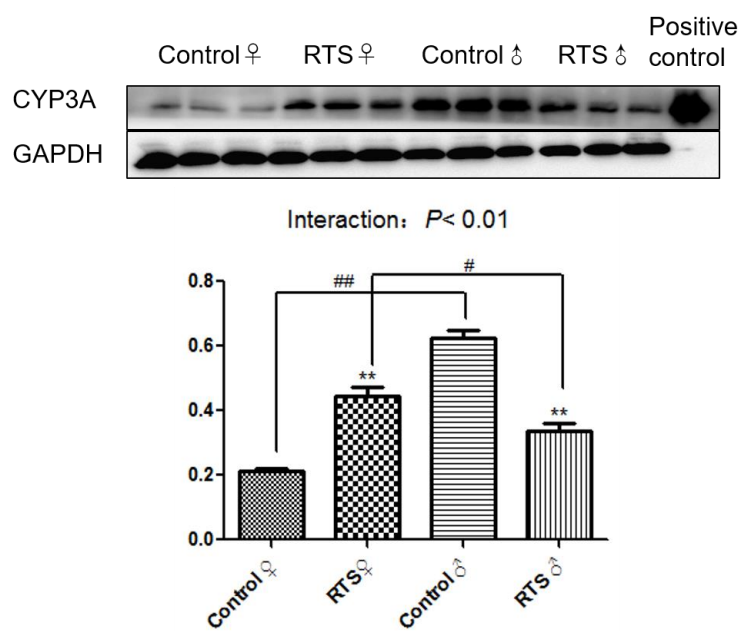 Control♀ RTS♀ Control♂ RTS♂ Positive control
CYP3A
GAPDH
Interaction：P< 0.01
0.8
0.6
0.4
0.2
0.0
##
#
**
**
Control♀
RTS♀
Control♂
RTS♂